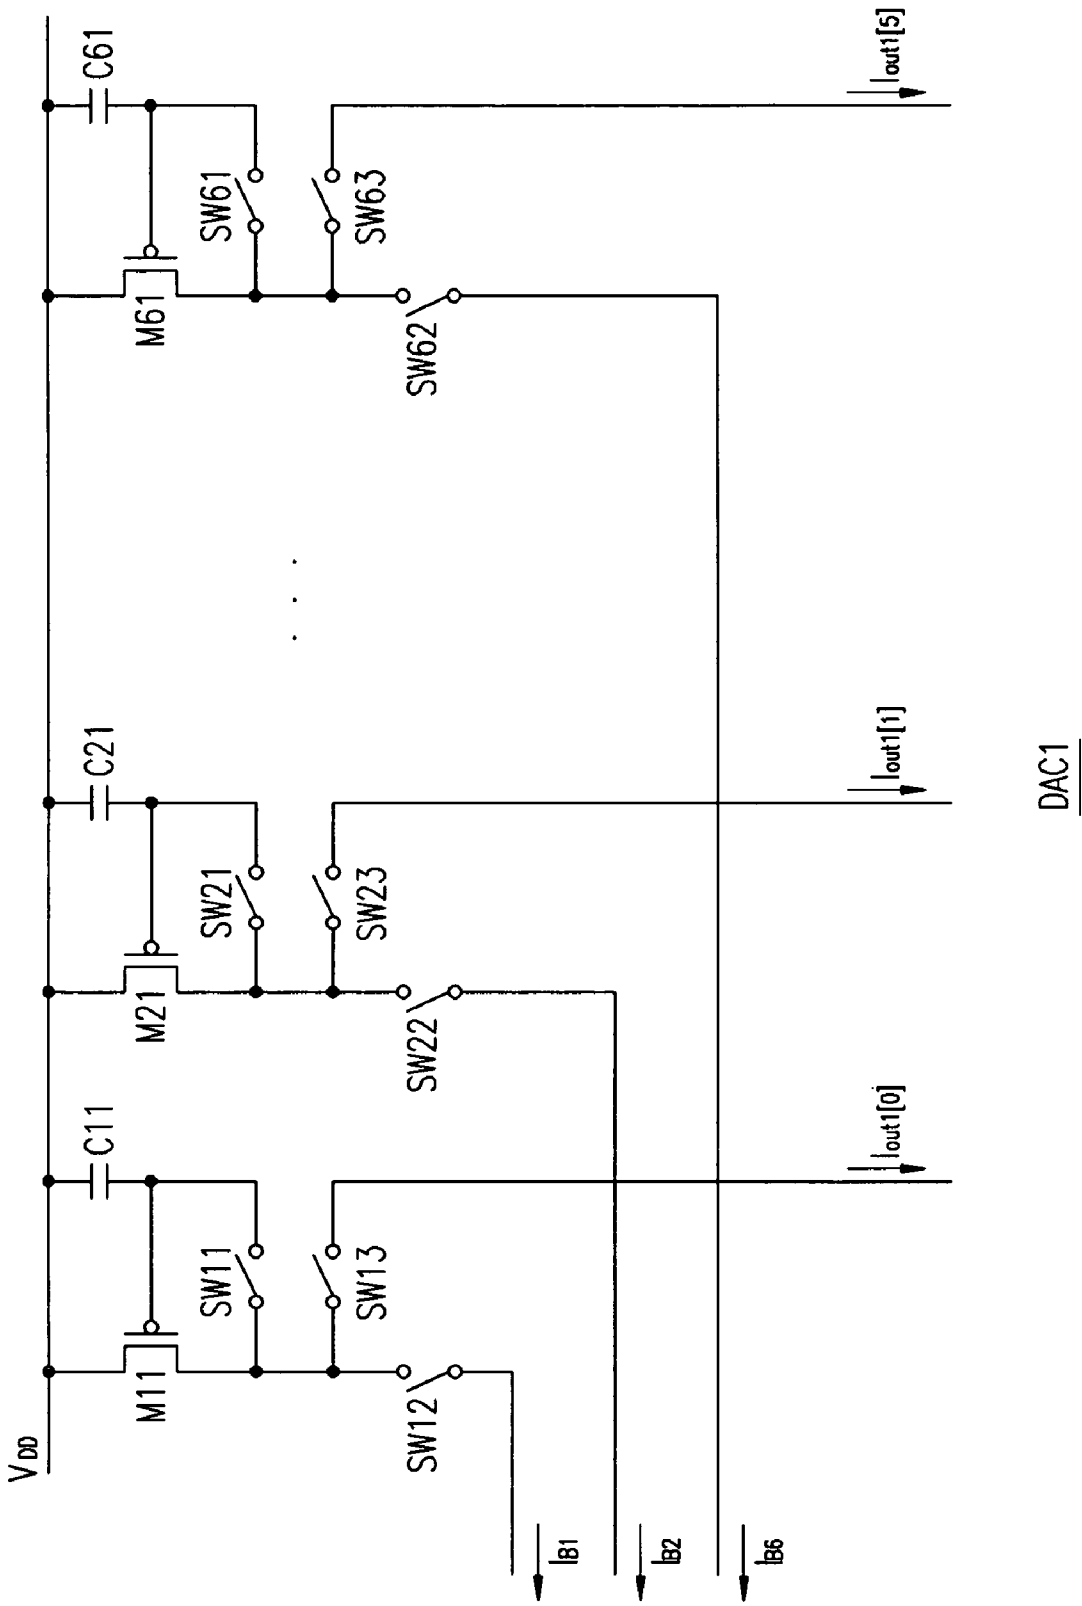 VDD
M11
C11
SW11
SW13
SW12
Iout1[0]
IB1
M21
C21
SW21
SW23
SW22
Iout1[1]
IB2
. . .
M61
C61
SW61
SW63
SW62
Iout1[5]
IB6
DAC1